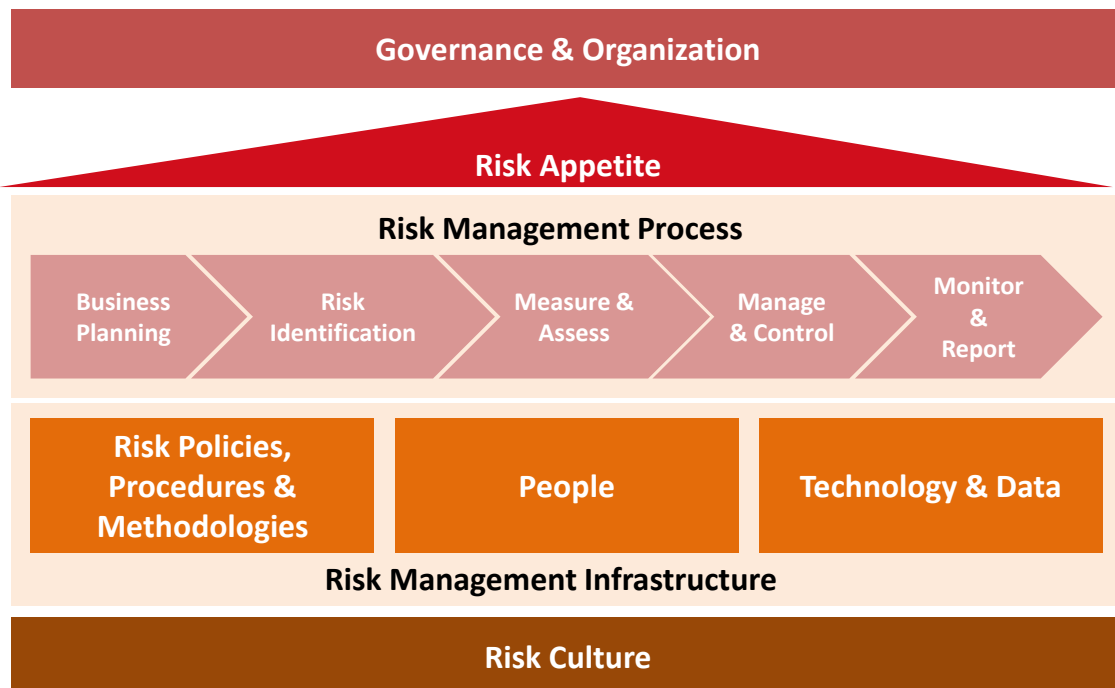 Governance & Organization
Risk Appetite
Risk Management Process
Business
Planning
Risk
Identification
Measure &
Assess
Manage
& Control
Monitor
&
Report
Risk Policies,
Procedures &
Methodologies
People
Technology & Data
Risk Management Infrastructure
Risk Culture